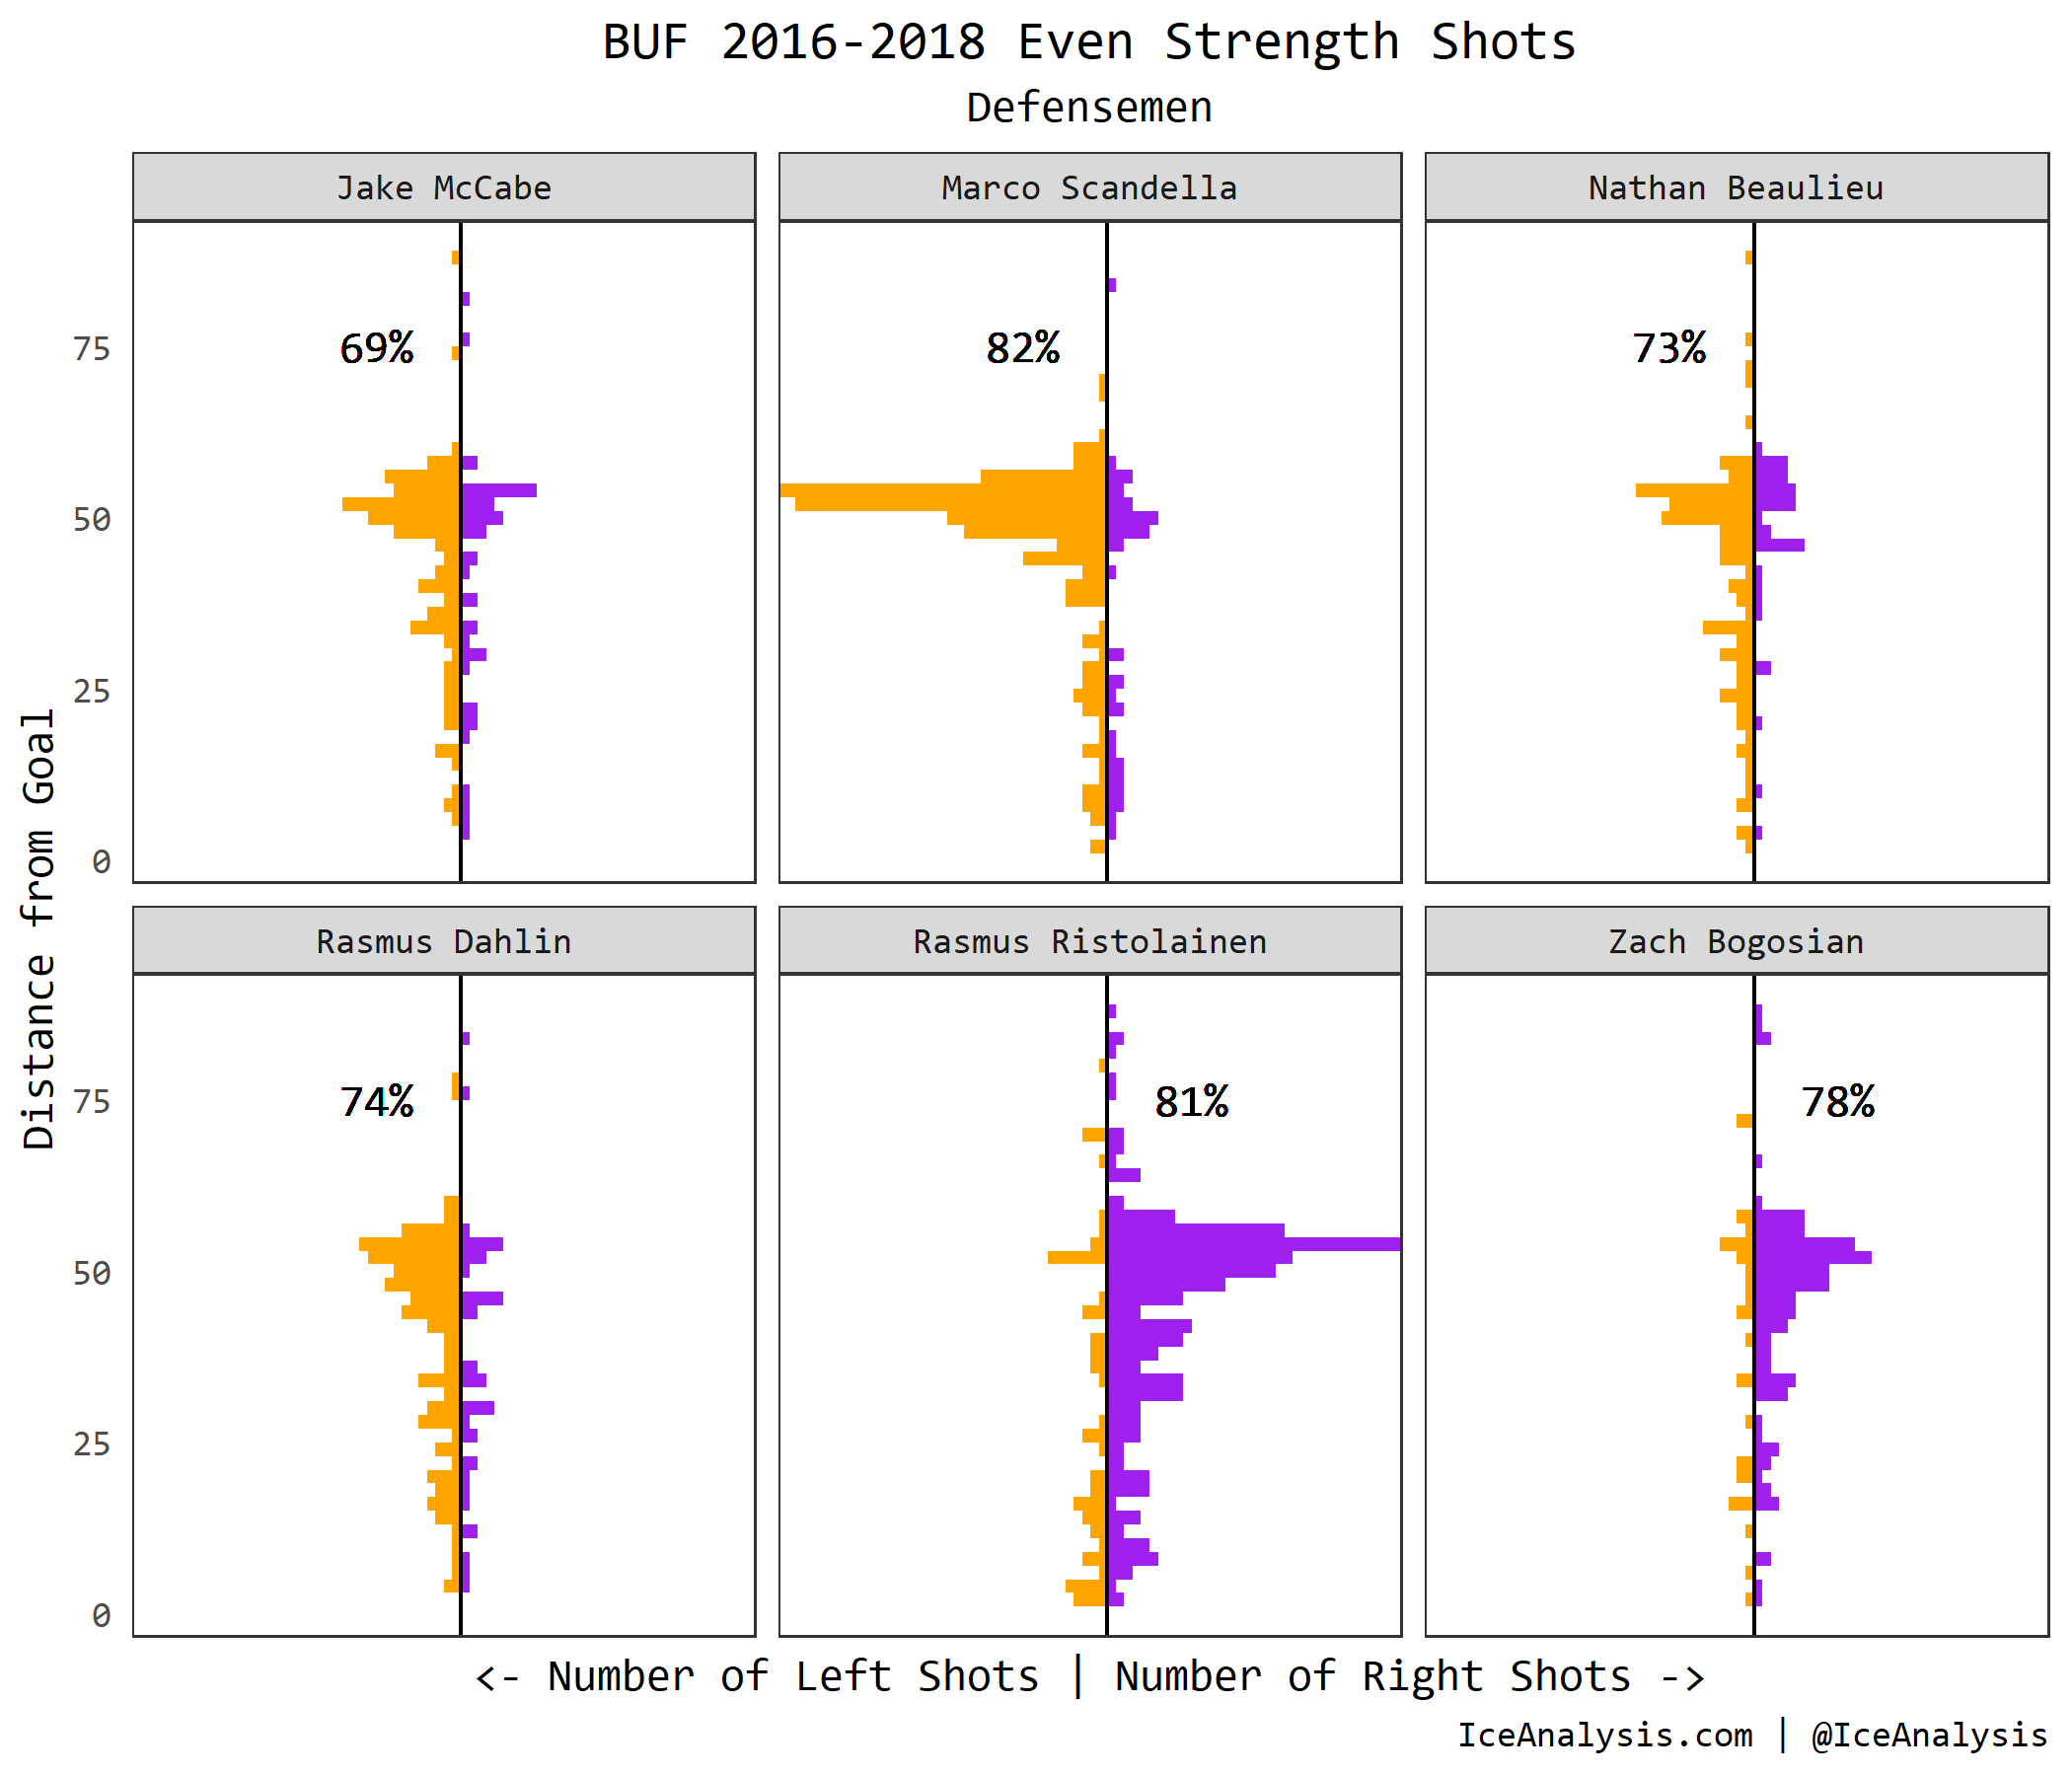 BUF 2016-2018 Even Strength Shots
Defensemen
Jake McCabe
Marco Scandella
Nathan Beaulieu
69%
82%
73%
75
50
25
0
Rasmus Dahlin
Rasmus Ristolainen
Zach Bogosian
74%
81%
78%
75
50
25
0
Distance from Goal
<- Number of Left Shots | Number of Right Shots ->
IceAnalysis.com | @IceAnalysis